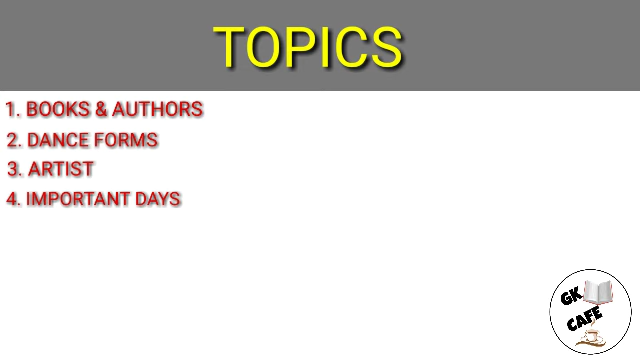 TOPICS
1. BOOKS & AUTHORS
2. DANCE FORMS
3. ARTIST
4. IMPORTANT DAYS
GK
CAFE